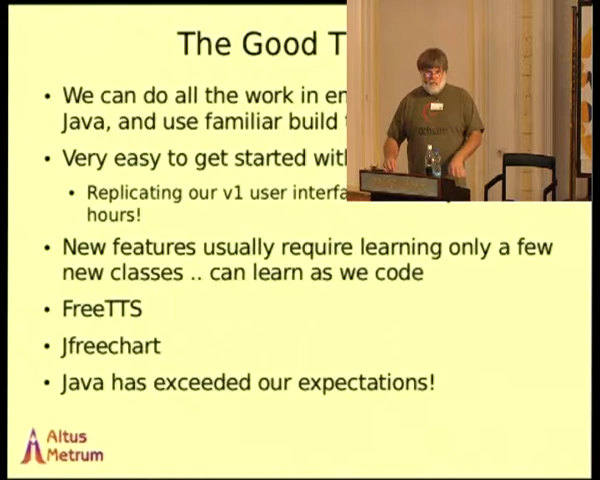 The Good T
• We can do all the work in en
Java, and use familiar build
• Very easy to get started wit
• Replicating our v1 user interfa
hours!
• New features usually require learning only a few
new classes .. can learn as we code
• FreeTTS
• Jfreechart
• Java has exceeded our expectations!
Altus
Metrum